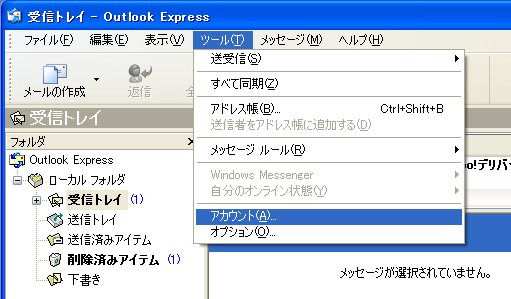 受信トレイ – Outlook Express
ファイル(F) 編集(E) 表示(V) ツール(T) メッセージ(M) ヘルプ(H)
メールの作成 返信 全
受信トレイ
フォルダ
Outlook Express
ローカル フォルダ
受信トレイ (1)
送信トレイ
送信済みアイテム
削除済みアイテム (1)
下書き
送受信(S)
すべて同期(Z)
アドレス帳(B)... Ctrl+Shift+B
送信者をアドレス帳に追加する(D)
メッセージ ルール(R)
Windows Messenger
自分のオンライン状態(Y)
アカウント(A)...
オプション(O)...
oo!デリバ
メッセージが選択されていません。